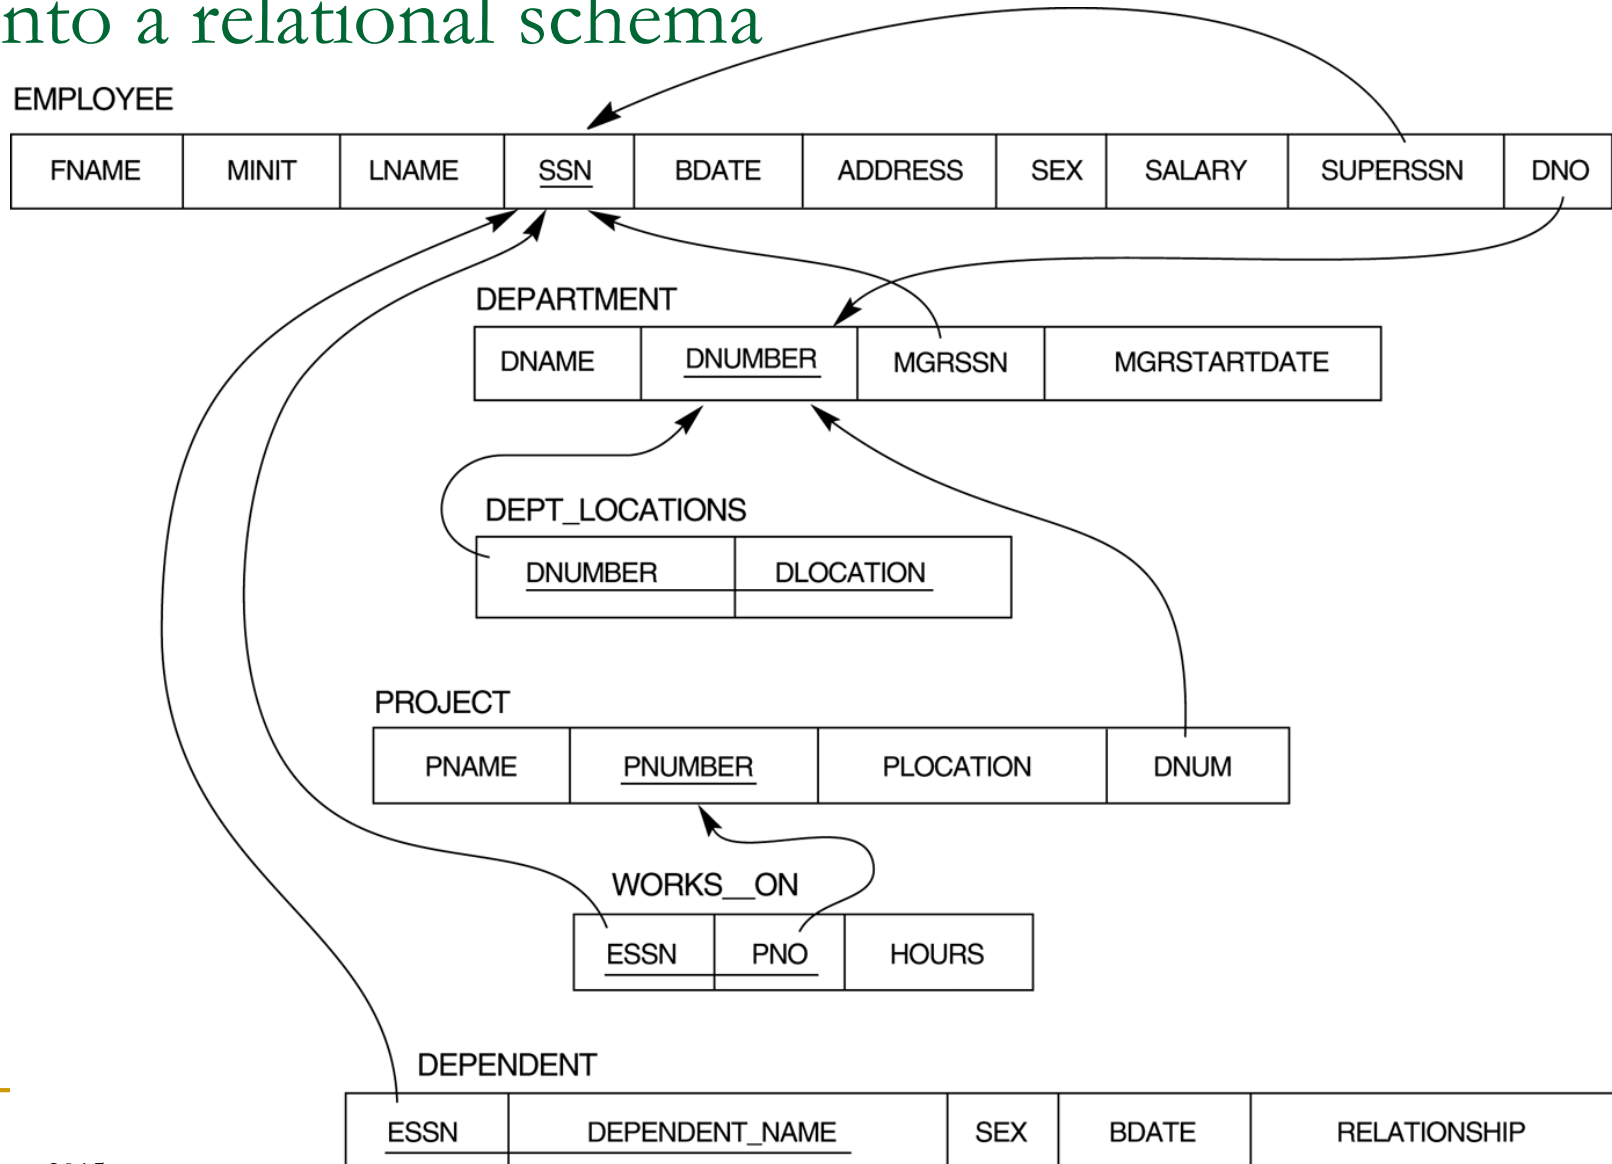 nto a relational schema
EMPLOYEE
FNAME MINIT LNAME SSN BDATE ADDRESS SEX SALARY SUPERSSN DNO
DEPARTMENT
DNAME DNUMBER MGRSSN MGRSTARTDATE
DEPT_LOCATIONS
DNUMBER DLOCATION
PROJECT
PNAME PNUMBER PLOCATION DNUM
WORKS__ON
ESSN PNO HOURS
DEPENDENT
ESSN DEPENDENT_NAME SEX BDATE RELATIONSHIP